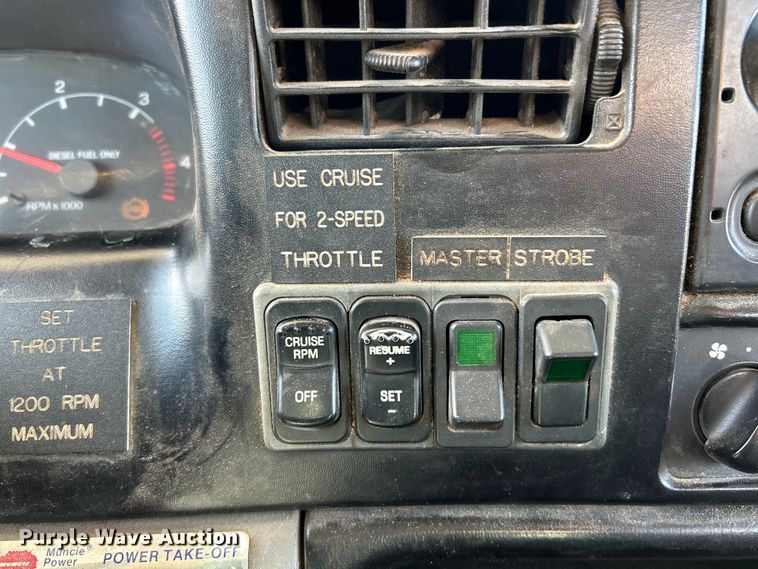 2
3
4
DIESEL FUEL ONLY
RPM x 1000
USE CRUISE
FOR 2-SPEED
THROTTLE
MASTER STROBE
SET
THROTTLE
AT
1200 RPM
MAXIMUM
CRUISE
RPM
OFF
RESUME
+
SET
-
Purple Wave Auction
MUNCIE
Muncie®
Power
POWER TAKE-OFF